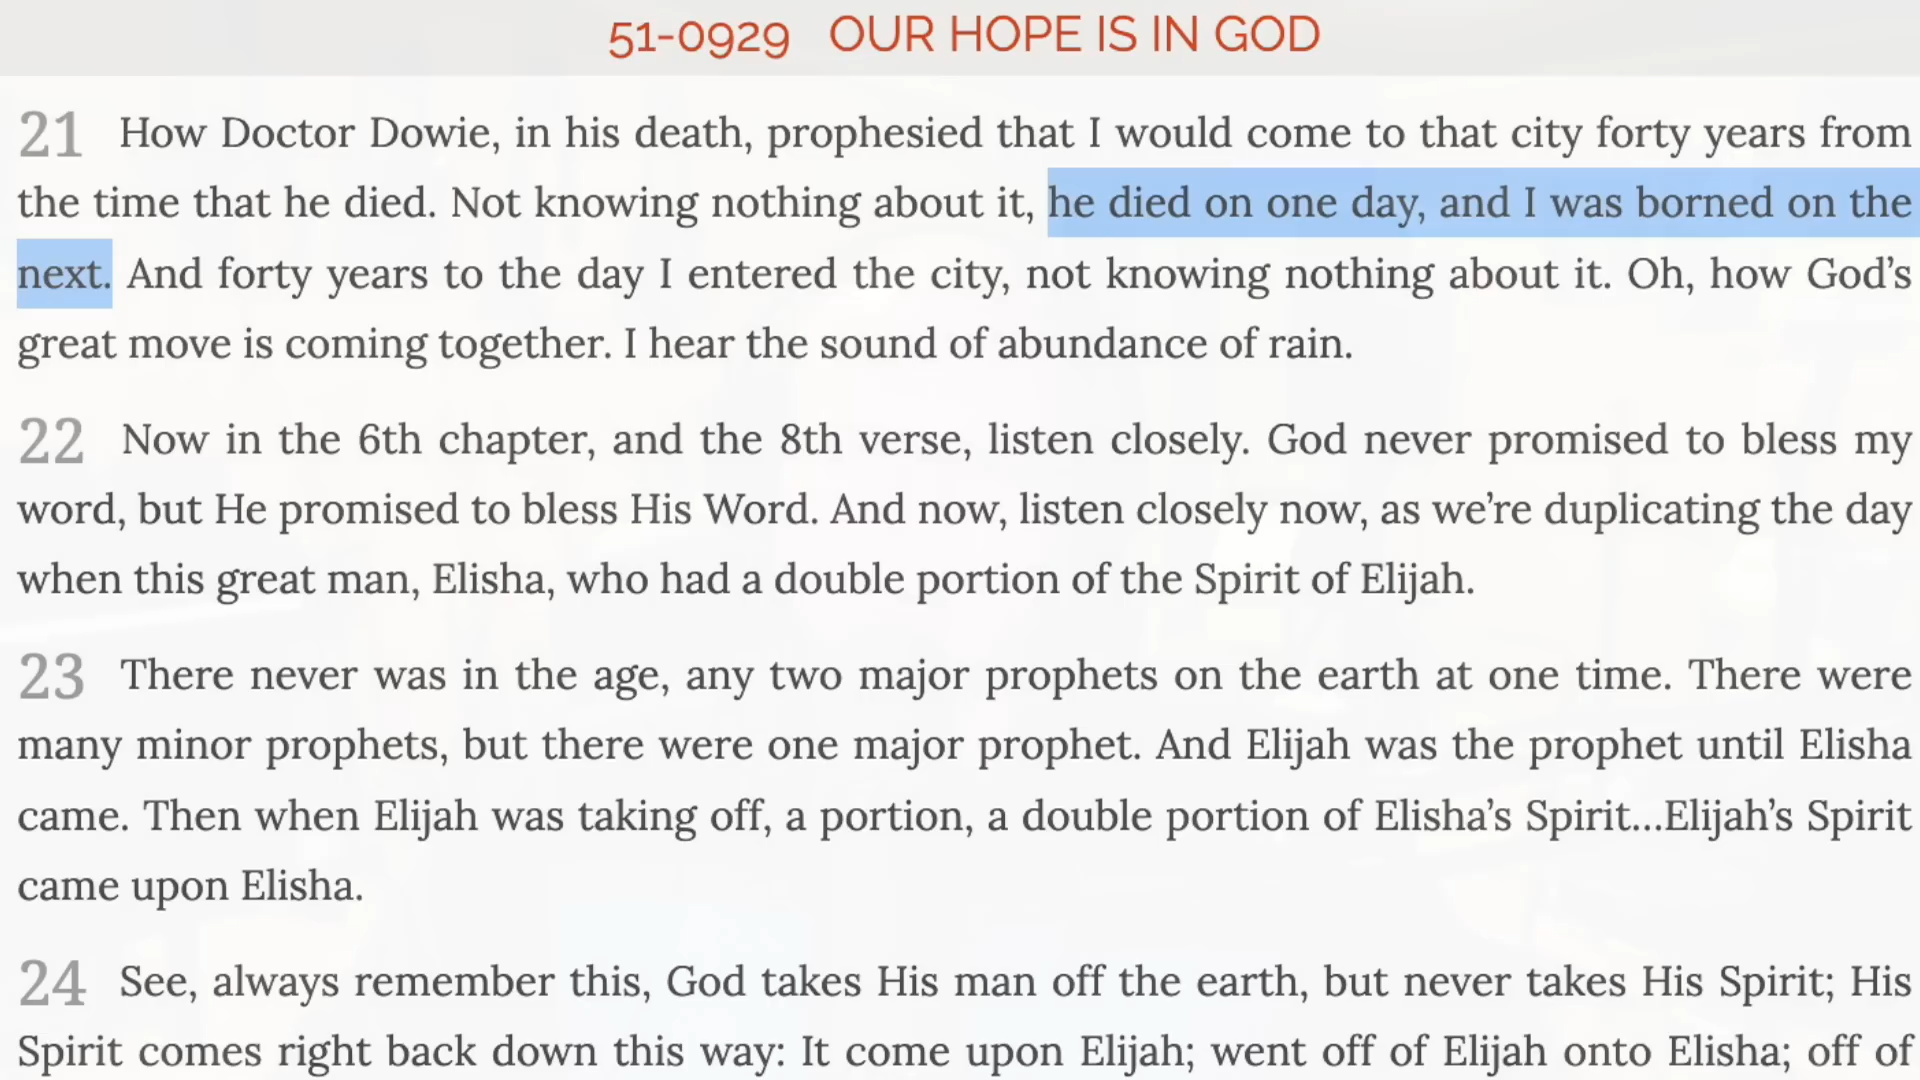 51-0929 OUR HOPE IS IN GOD
21 How Doctor Dowie, in his death, prophesied that I would come to that city forty years from
the time that he died. Not knowing nothing about it, he died on one day, and I was borned on the
next. And forty years to the day I entered the city, not knowing nothing about it. Oh, how God’s
great move is coming together. I hear the sound of abundance of rain.
22 Now in the 6th chapter, and the 8th verse, listen closely. God never promised to bless my
word, but He promised to bless His Word. And now, listen closely now, as we’re duplicating the day
when this great man, Elisha, who had a double portion of the Spirit of Elijah.
23 There never was in the age, any two major prophets on the earth at one time. There were
many minor prophets, but there were one major prophet. And Elijah was the prophet until Elisha
came. Then when Elijah was taking off, a portion, a double portion of Elisha’s Spirit…Elijah’s Spirit
came upon Elisha.
24 See, always remember this, God takes His man off the earth, but never takes His Spirit; His
Spirit comes right back down this way: It come upon Elijah; went off of Elijah onto Elisha; off of